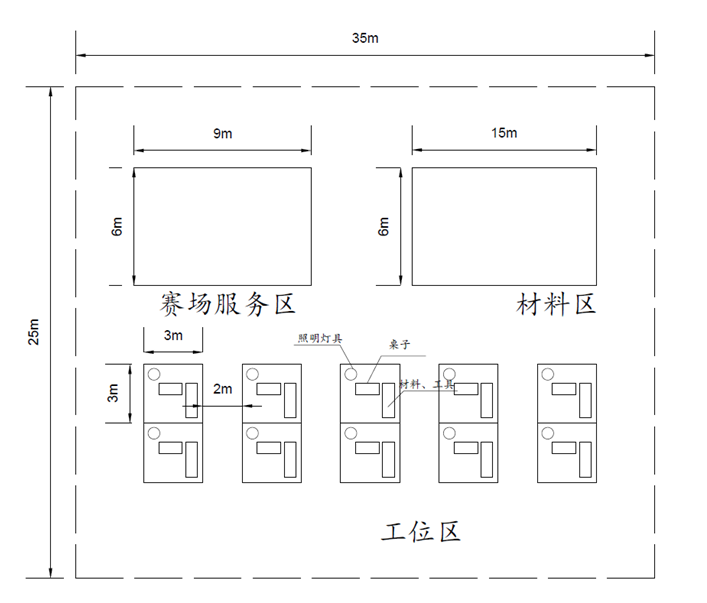 35m
9m
15m
6m
6m
赛场服务区
材料区
25m
3m
照明灯具
桌子
3m
2m
材料、工具
工位区